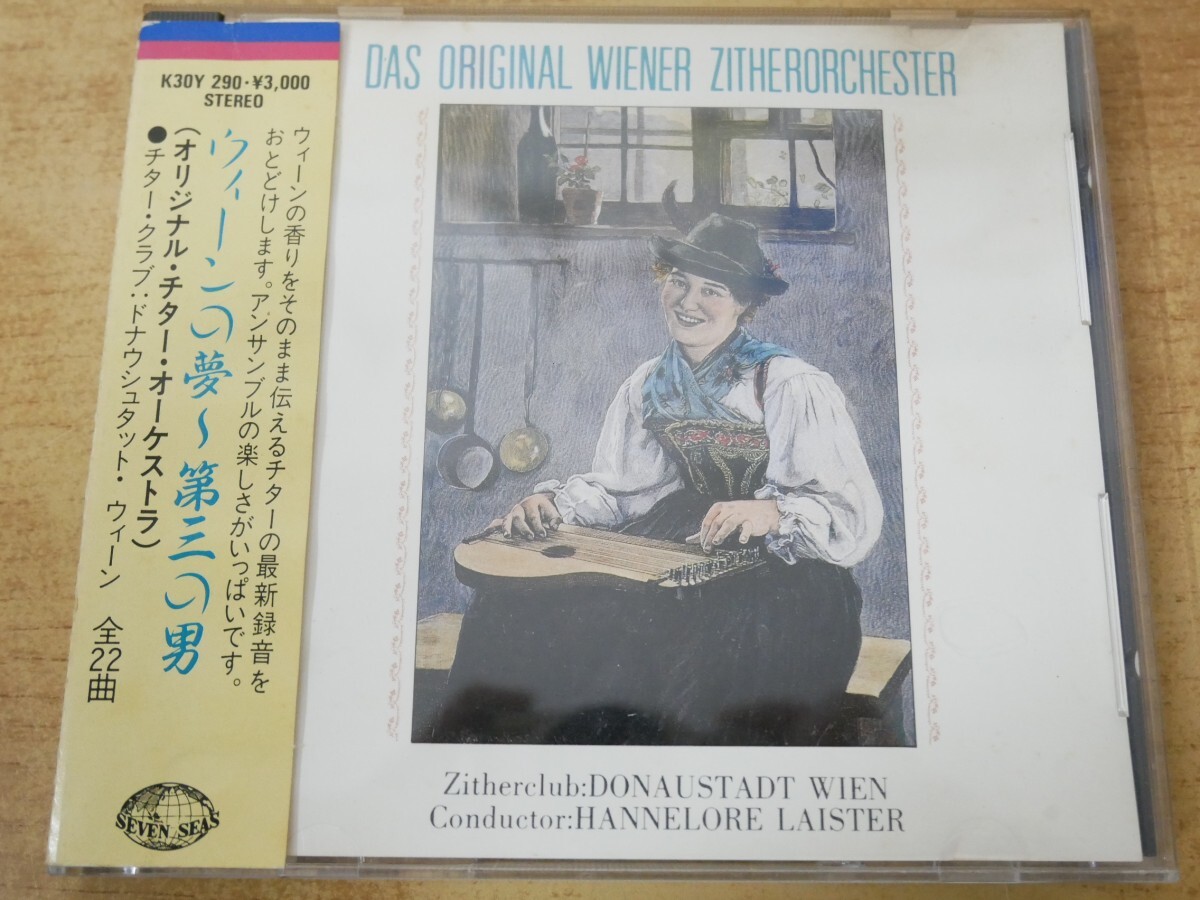 K30Y 290・¥3,000
STEREO
ウィーンの香りをそのまま伝えるチターの最新録音を
おとどけします。アンサンブルの楽しさがいっぱいです。
ウィーンの夢〜第三の男
(オリジナル・チター・オーケストラ)
●チター・クラブ:ドナウシュタット・ウィーン 全22曲
SEVEN SEAS
DAS ORIGINAL WIENER ZITHERORCHESTER
Zitherclub:DONAUSTADT WIEN
Conductor:HANNELORE LAISTER